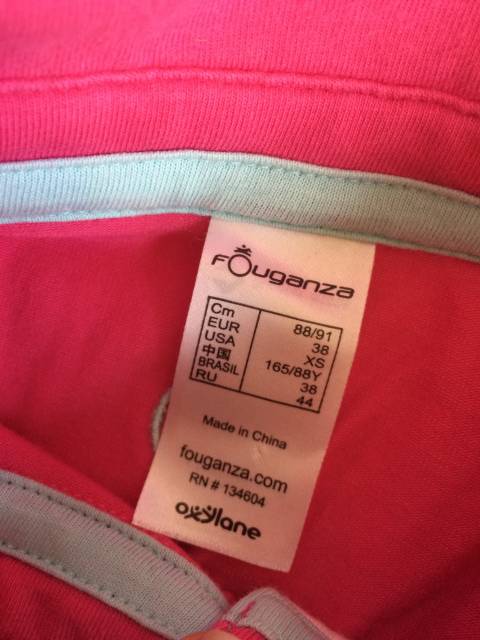 FOuganza
Cm 88/91
EUR 38
USA XS
中国 165/88Y
BRASIL 38
RU 44
Made in China
fouganza.com
RN # 134604
oxylane